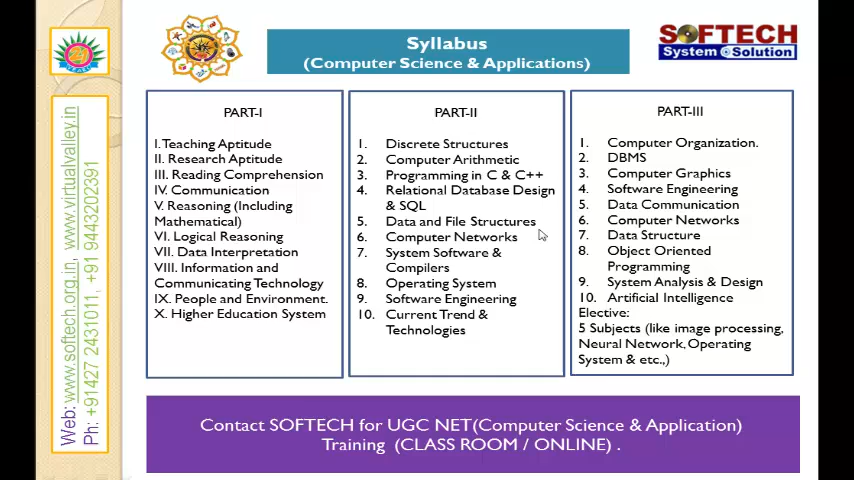 Syllabus
(Computer Science & Applications)
SOFTECH
System Solution
24
YEARS
Web: www.softech.org.in, www.virtualvalley.in
Ph: +91427 2431011, +91 9443202391
PART-I
I. Teaching Aptitude
II. Research Aptitude
III. Reading Comprehension
IV. Communication
V. Reasoning (Including
Mathematical)
VI. Logical Reasoning
VII. Data Interpretation
VIII. Information and
Communicating Technology
IX. People and Environment.
X. Higher Education System
PART-II
1. Discrete Structures
2. Computer Arithmetic
3. Programming in C & C++
4. Relational Database Design
& SQL
5. Data and File Structures
6. Computer Networks
7. System Software &
Compilers
8. Operating System
9. Software Engineering
10. Current Trend &
Technologies
PART-III
1. Computer Organization.
2. DBMS
3. Computer Graphics
4. Software Engineering
5. Data Communication
6. Computer Networks
7. Data Structure
8. Object Oriented
Programming
9. System Analysis & Design
10. Artificial Intelligence
Elective:
5 Subjects (like image processing,
Neural Network, Operating
System & etc.,)
Contact SOFTECH for UGC NET(Computer Science & Application)
Training (CLASS ROOM / ONLINE) .